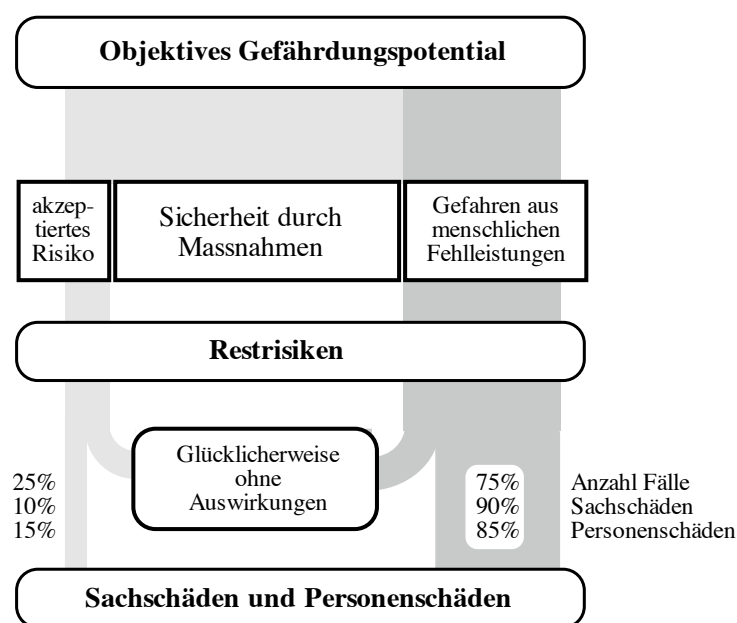 Objektives Gefährdungspotential
akzep-
tiertes
Risiko
Sicherheit durch
Massnahmen
Gefahren aus
menschlichen
Fehlleistungen
Restrisiken
Glücklicherweise
ohne
Auswirkungen
25%
10%
15%
75%
90%
85%
Anzahl Fälle
Sachschäden
Personenschäden
Sachschäden und Personenschäden